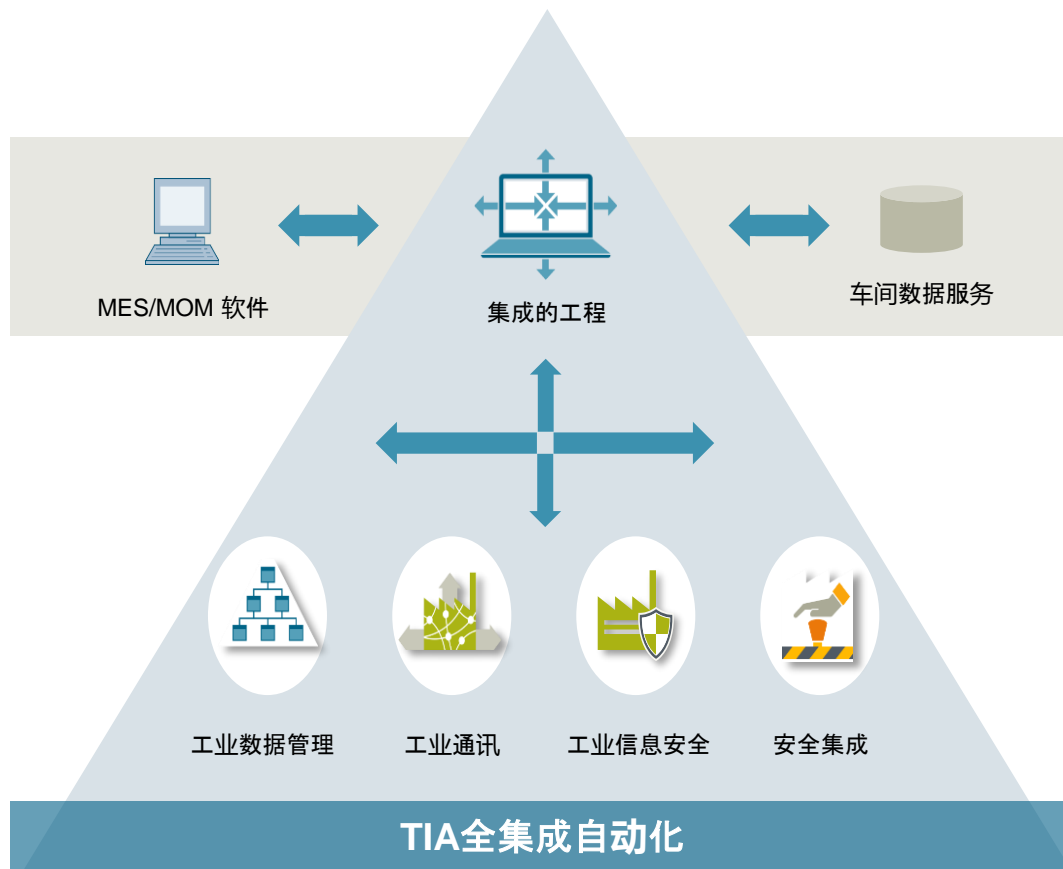 MES/MOM 软件
集成的工程
车间数据服务
工业数据管理
工业通讯
工业信息安全
安全集成
TIA全集成自动化